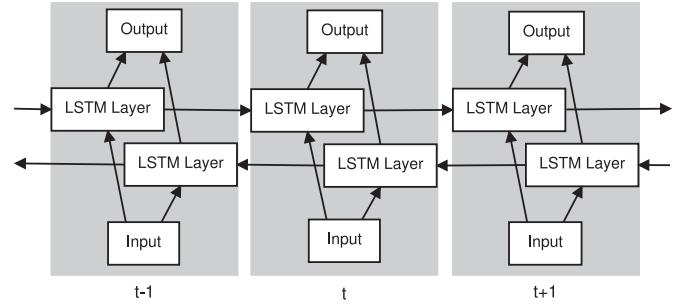 Output Output Output
LSTM Layer LSTM Layer LSTM Layer
LSTM Layer LSTM Layer LSTM Layer
Input Input Input
t-1 t t+1